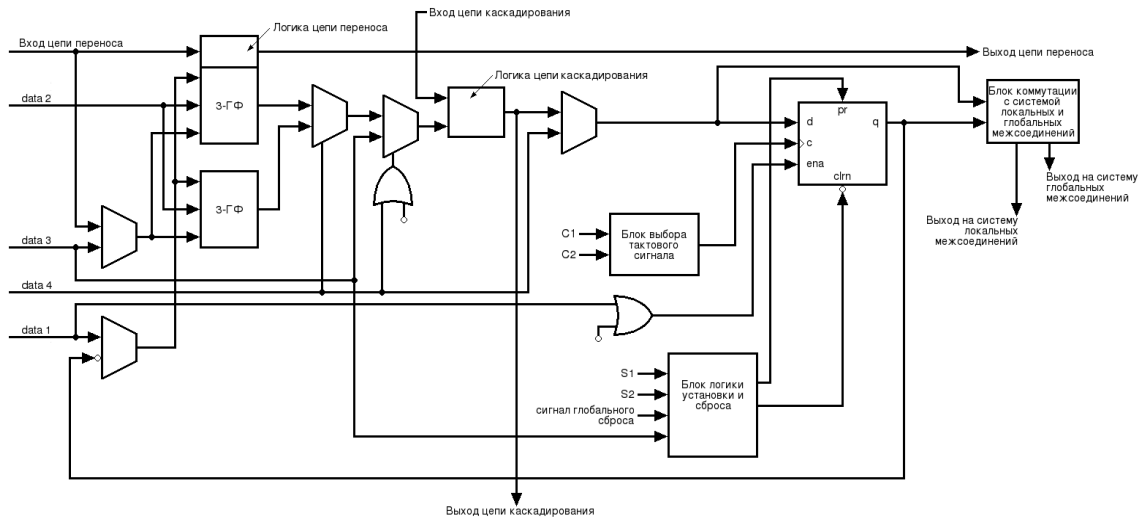 Вход цепи каскадирования
Логика цепи переноса
Вход цепи переноса
Выход цепи переноса
Логика цепи каскадирования
data 2
3-ГФ
pr
d
q
c
ena
clrn
Блок коммутации
с системой
локальных и
глобальных
межсоединений
Выход на систему
глобальных
межсоединений
Выход на систему
локальных
межсоединений
3-ГФ
C1
C2
Блок выбора
тактового
сигнала
data 3
data 4
data 1
S1
S2
сигнал глобального
сброса
Блок логики
установки и
сброса
Выход цепи каскадирования